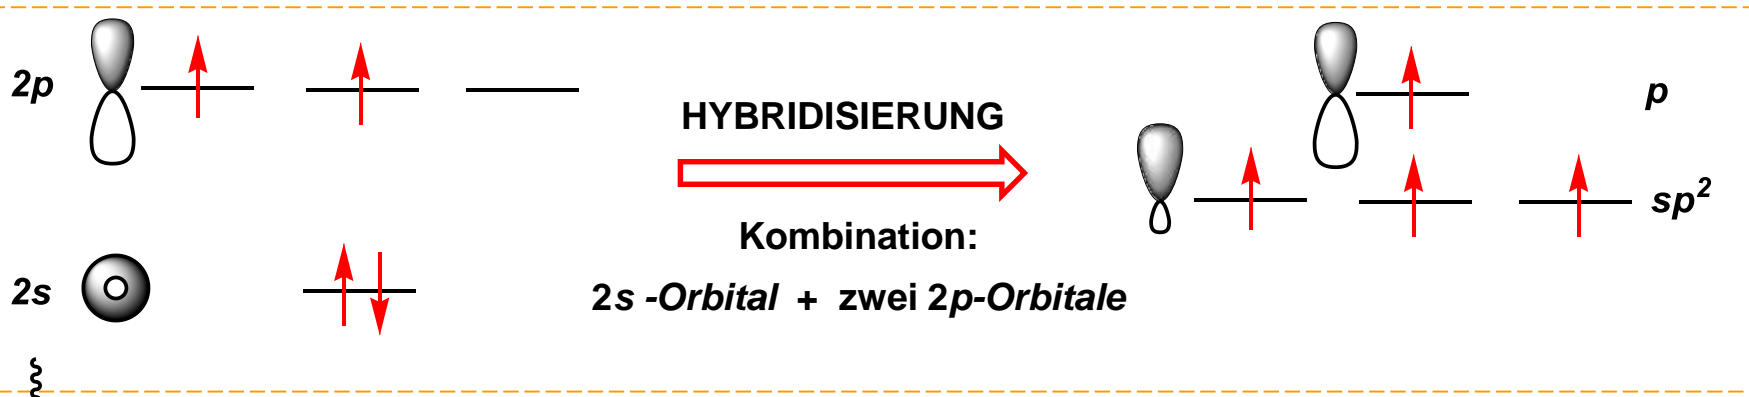 2p
HYBRIDISIERUNG
p
sp²
Kombination:
2s
2s -Orbital + zwei 2p-Orbitale